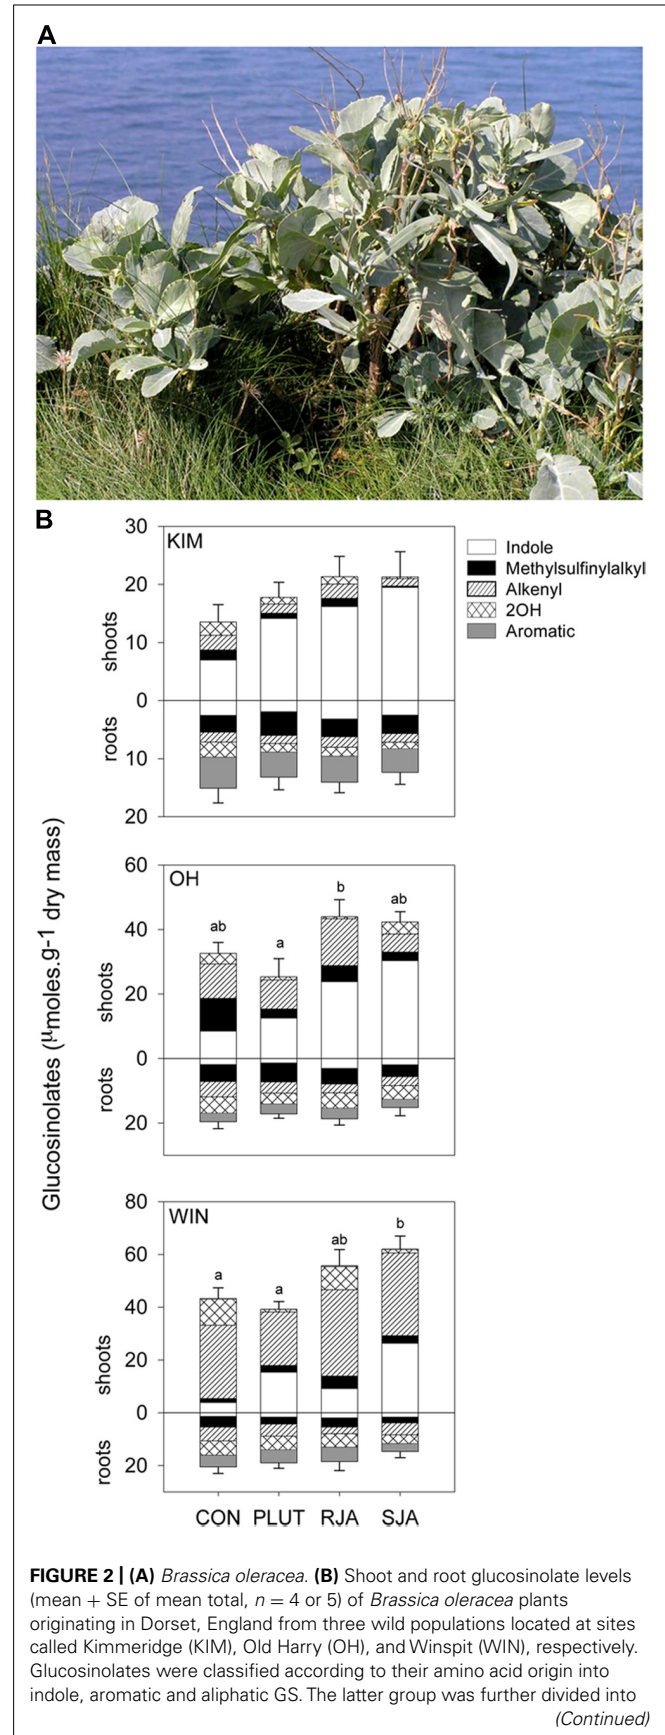 A
B
30
KIM
20
10
0
10
20
shoots
roots
Indole
Methylsulfinylalkyl
Alkenyl
2OH
Aromatic
Glucosinolates (µmoles.g-1 dry mass)
60
OH
40
20
0
20
shoots
roots
ab
a
b
ab
80
WIN
60
40
20
0
20
shoots
roots
a
a
ab
b
CON PLUT RJA SJA
FIGURE 2 | (A) Brassica oleracea. (B) Shoot and root glucosinolate levels
(mean + SE of mean total, n = 4 or 5) of Brassica oleracea plants
originating in Dorset, England from three wild populations located at sites
called Kimmeridge (KIM), Old Harry (OH), and Winspit (WIN), respectively.
Glucosinolates were classified according to their amino acid origin into
indole, aromatic and aliphatic GS. The latter group was further divided into
(Continued)